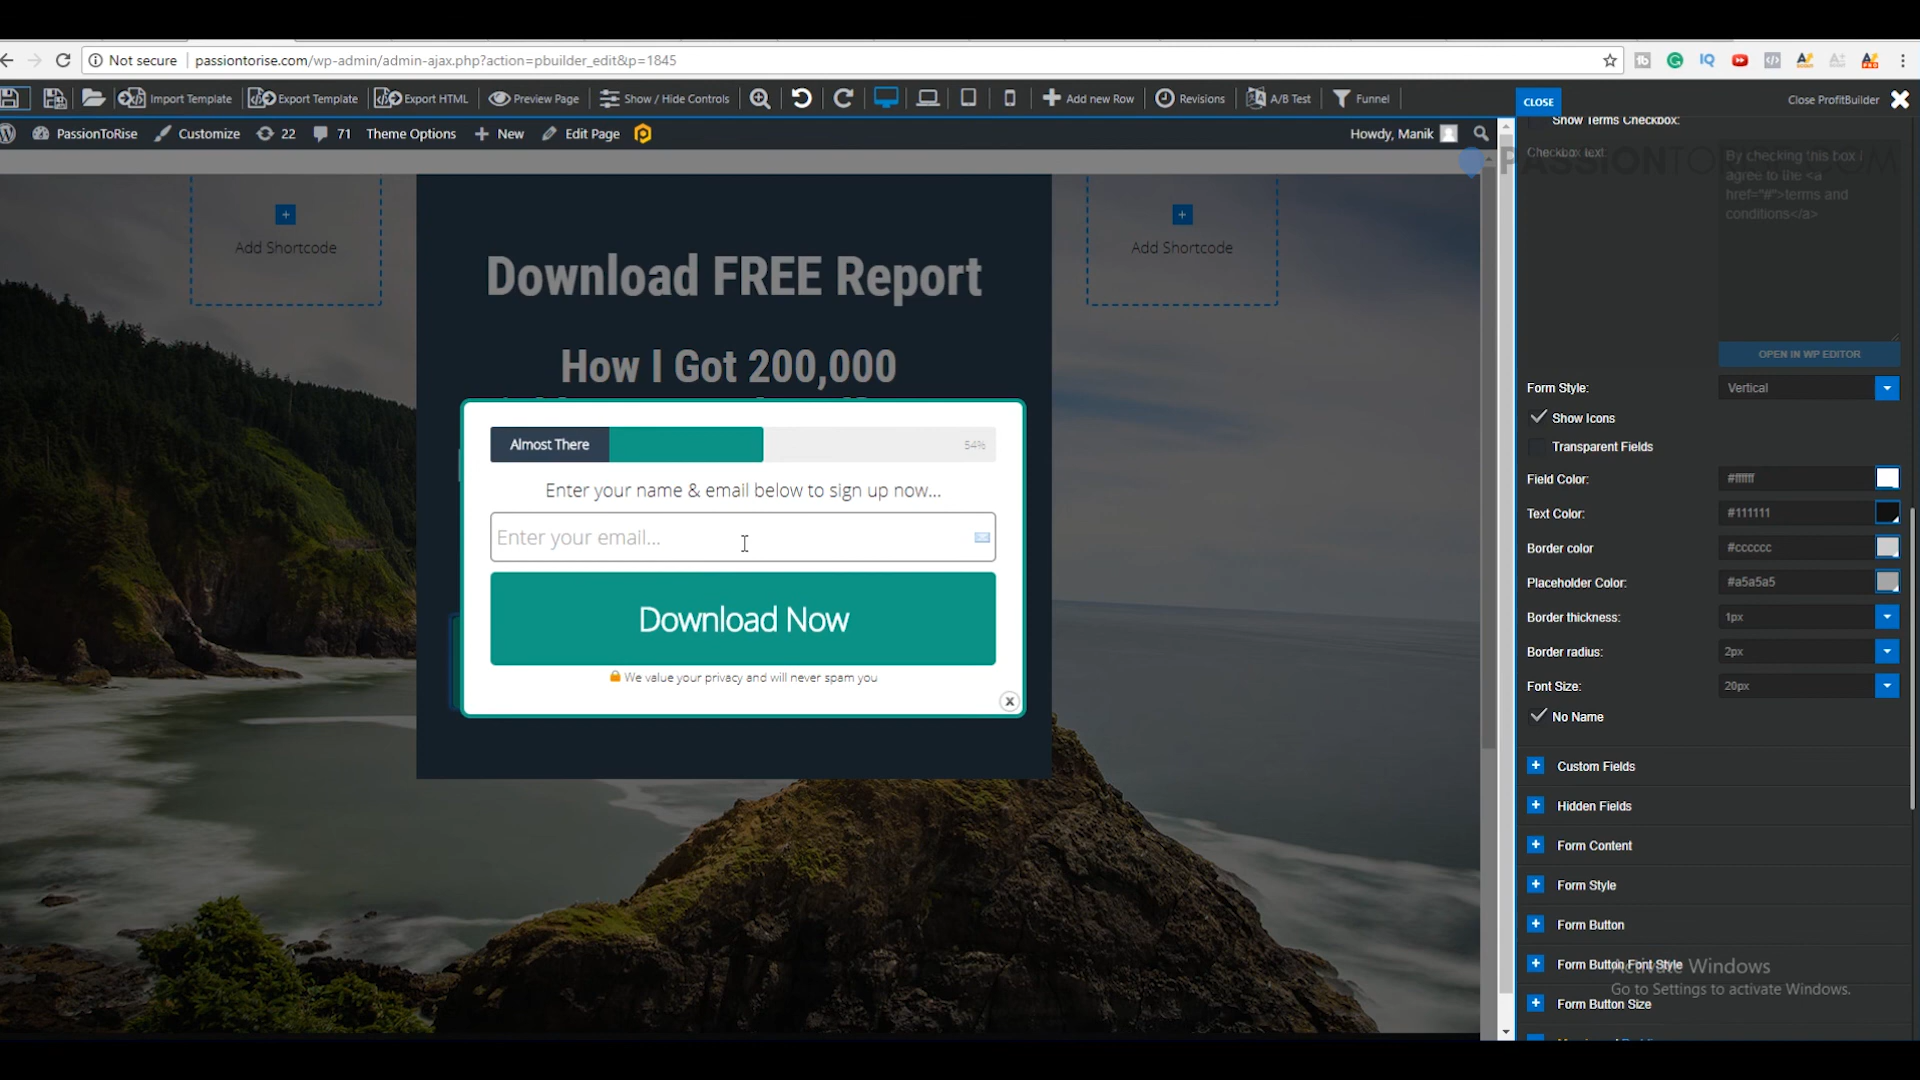 Not secure passiontorise.com/wp-admin/admin-ajax.php?action=pbuilder_edit&p=1845
Import Template Export Template Export HTML Preview Page Show / Hide Controls Add new Row Revisions A/B Test Funnel CLOSE Close ProfitBuilder
PassionToRise Customize 22 71 Theme Options New Edit Page Howdy, Manik
Show Terms Checkbox:
Checkbox text
By checking this box I
agree to the <a
href="#">terms and
conditions</a>
OPEN IN WP EDITOR
Add Shortcode
Add Shortcode
Download FREE Report
How I Got 200,000
Almost There 54%
Enter your name & email below to sign up now...
Enter your email...
Download Now
We value your privacy and will never spam you
x
Form Style: Vertical
Show Icons
Transparent Fields
Field Color: #ffffff
Text Color: #111111
Border color #cccccc
Placeholder Color: #a5a5a5
Border thickness: 1px
Border radius: 2px
Font Size: 20px
No Name
Custom Fields
Hidden Fields
Form Content
Form Style
Form Button
Form Button Font Style
Form Button Size
Activate Windows
Go to Settings to activate Windows.